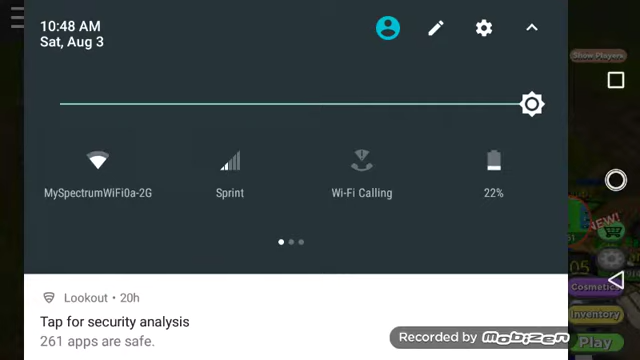 10:48 AM
Sat, Aug 3
Show Players
MySpectrumWiFi0a-2G
Sprint
Wi-Fi Calling
22%
NEW!
05
Cosmetics
Lookout • 20h
Tap for security analysis
261 apps are safe.
Inventory
Play
Recorded by MOBIZEN